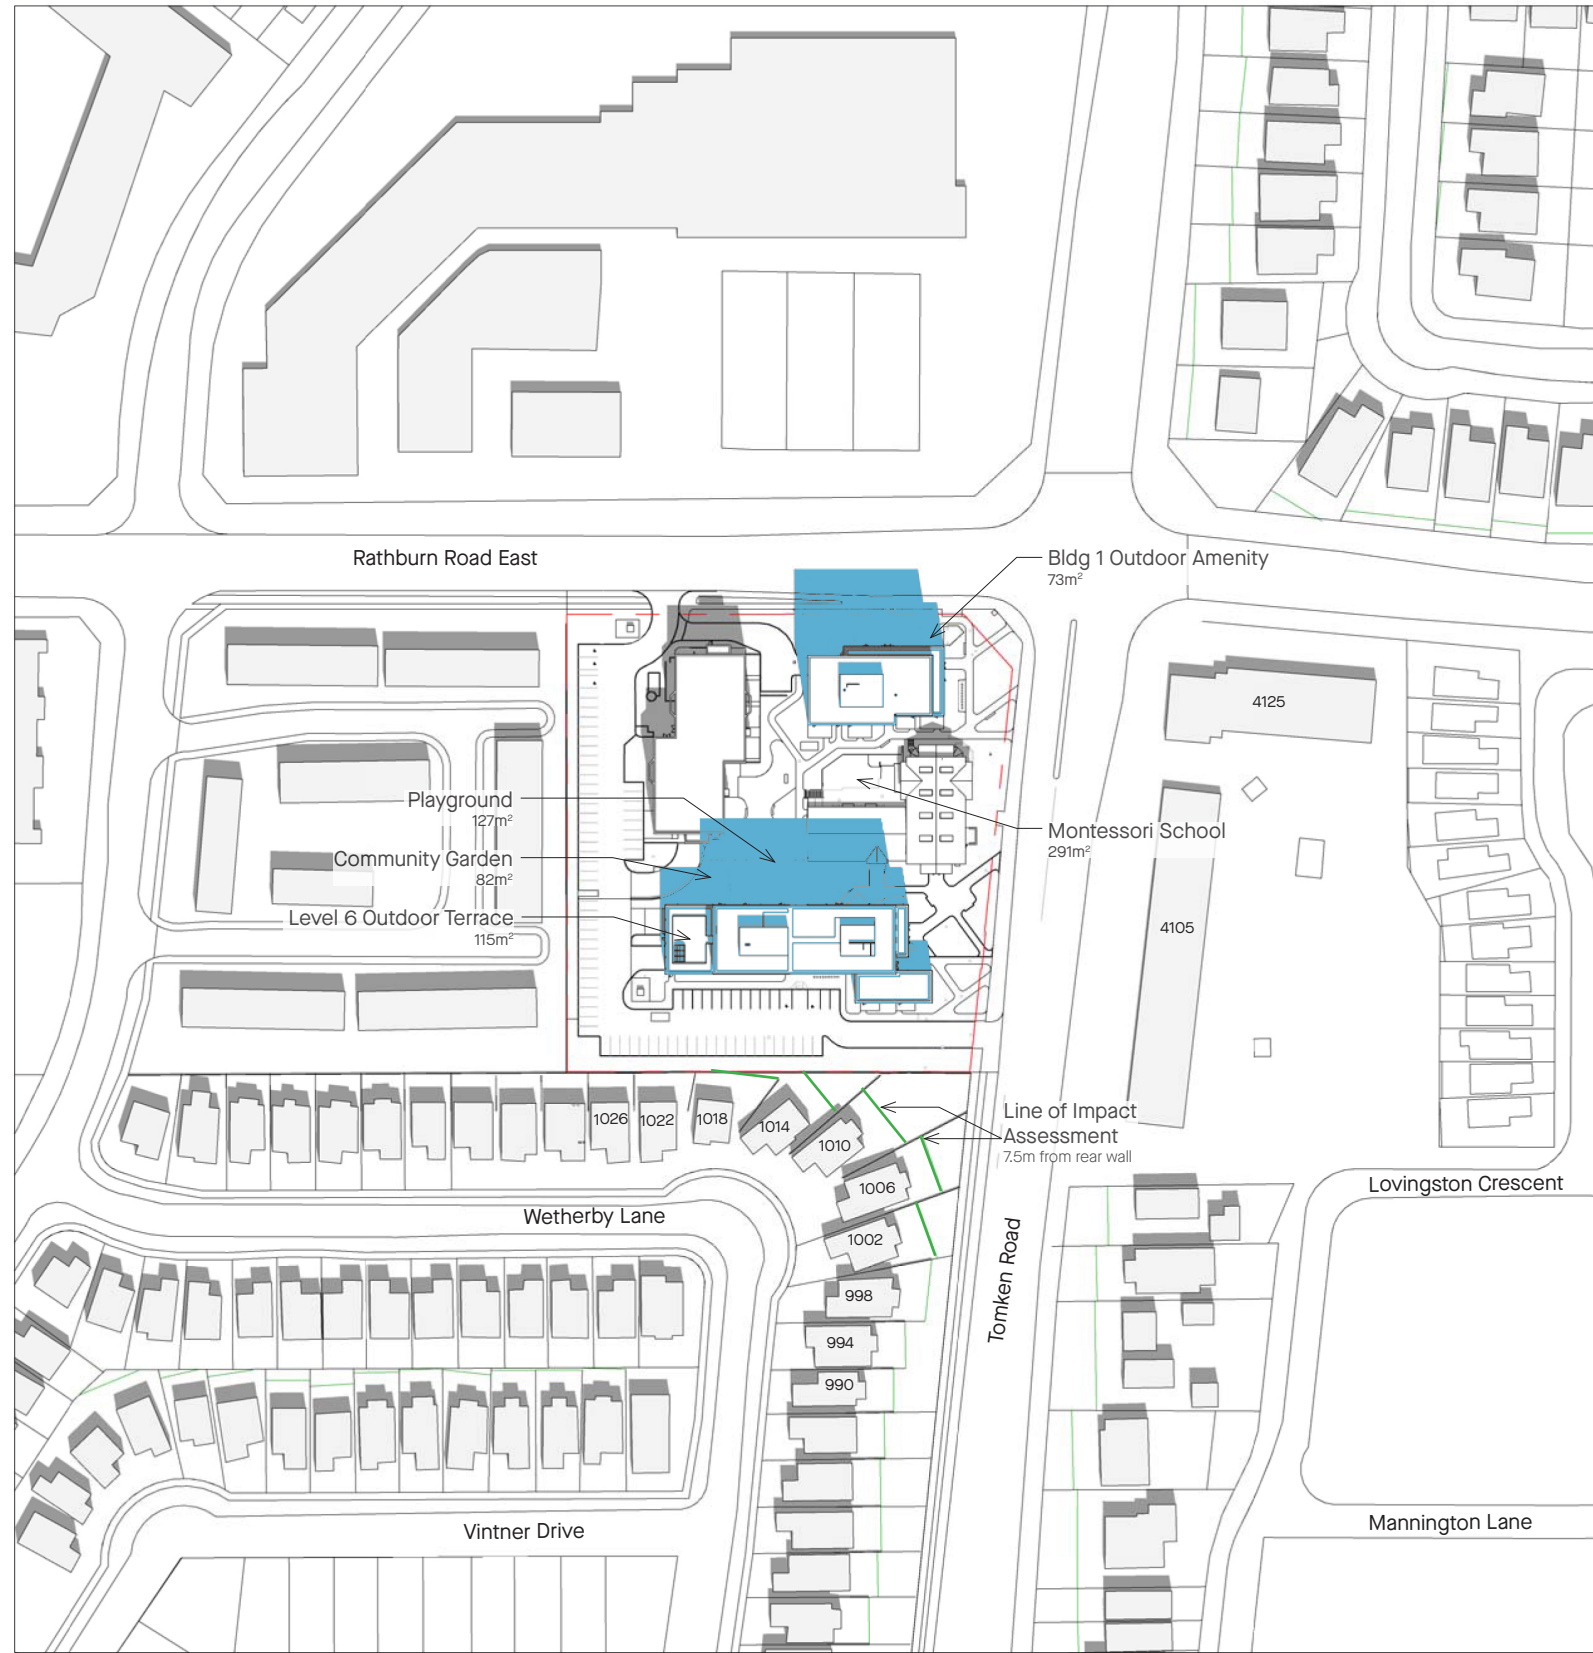 Rathburn Road East
Bldg 1 Outdoor Amenity
73m²
4125
Playground
127m²
Montessori School
291m²
Community Garden
82m²
Level 6 Outdoor Terrace
115m²
4105
1026
1022
1018
1014
1010
Line of Impact
Assessment
7.5m from rear wall
1006
1002
Lovingston Crescent
Wetherby Lane
Tomken Road
998
994
990
Vintner Drive
Mannington Lane